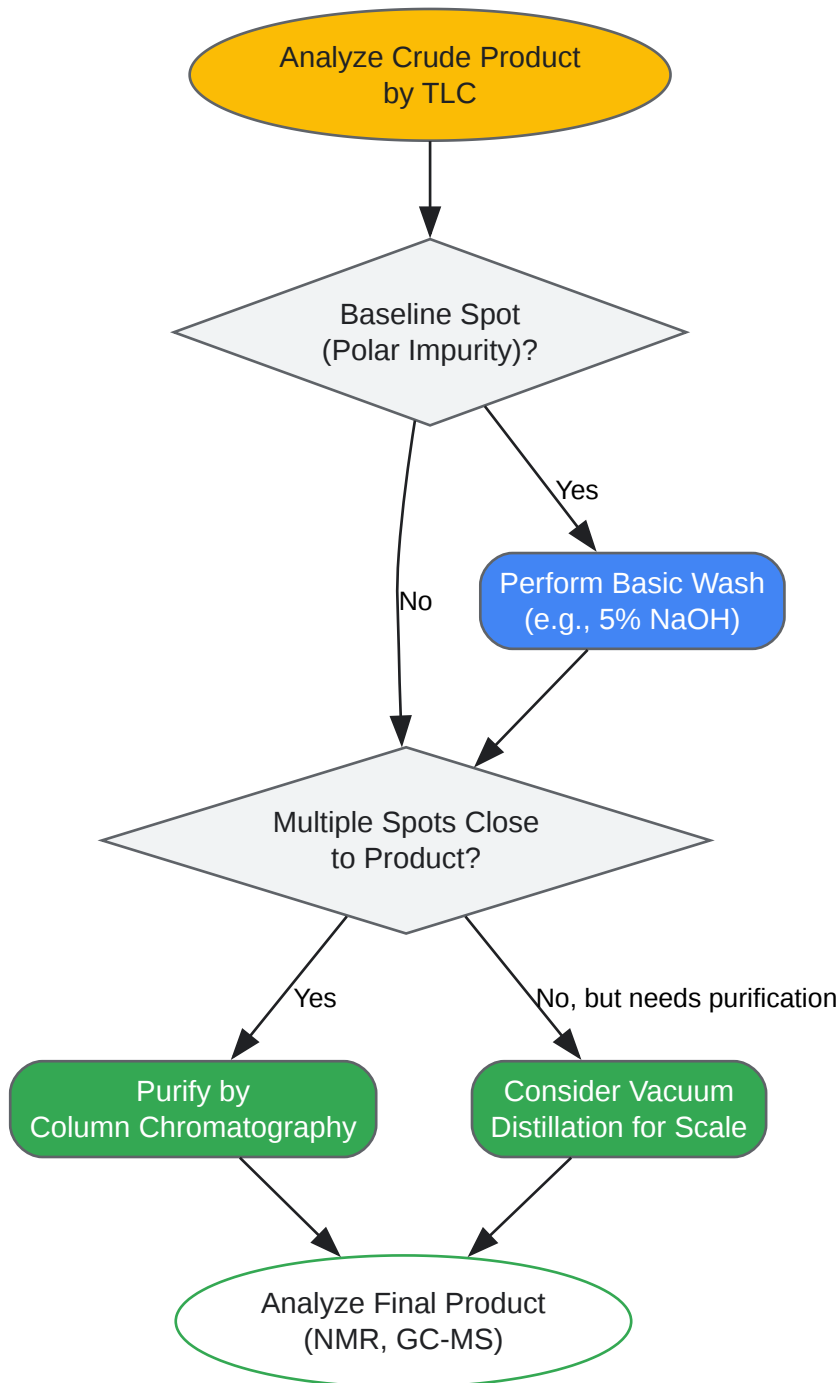 Analyze Crude Product
by TLC
Baseline Spot
(Polar Impurity)?
Yes
Perform Basic Wash
(e.g., 5% NaOH)
No
Multiple Spots Close
to Product?
Yes
No, but needs purification
Purify by
Column Chromatography
Consider Vacuum
Distillation for Scale
Analyze Final Product
(NMR, GC-MS)